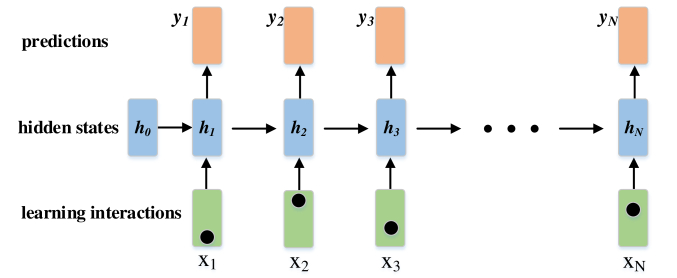 y1 y2 y3 yN
predictions
hidden states h0 h1 h2 h3 hN
learning interactions
x1 x2 x3 xN